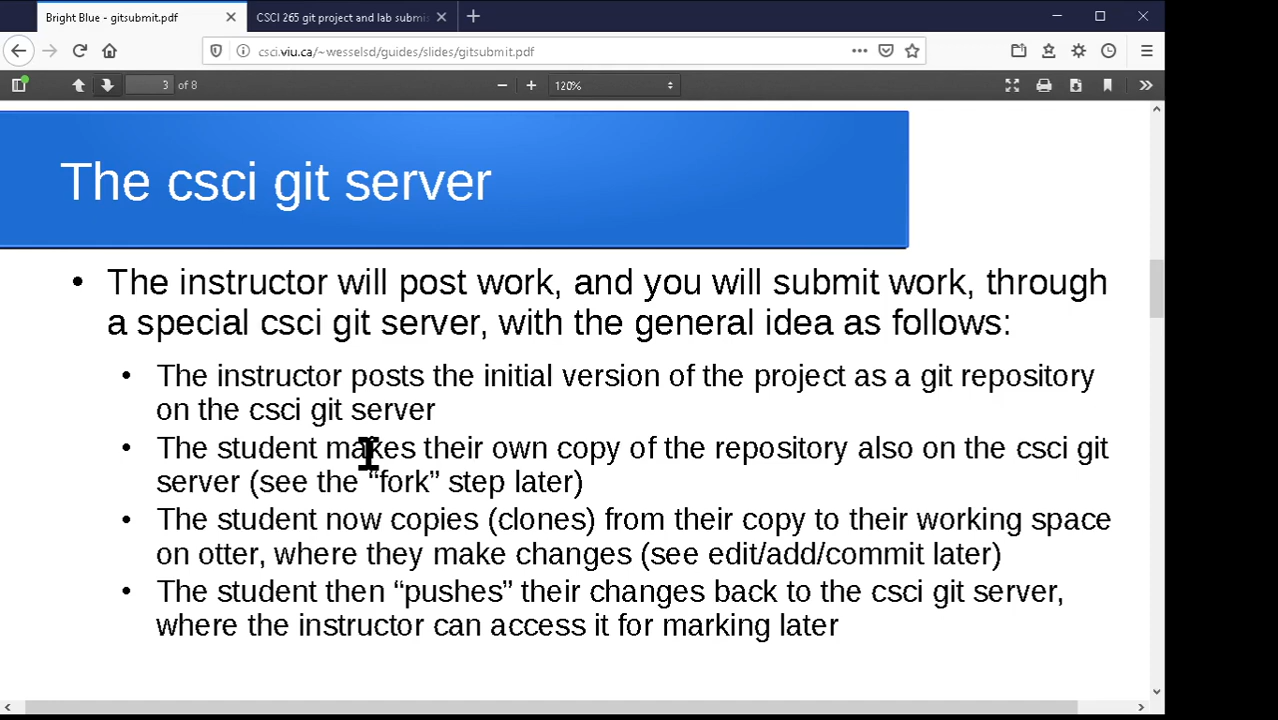 Bright Blue - gitsubmit.pdf
CSCI 265 git project and lab submi
csci.viu.ca/~wesselsd/guides/slides/gitsubmit.pdf
3 of 8
120%
The csci git server
• The instructor will post work, and you will submit work, through
a special csci git server, with the general idea as follows:
• The instructor posts the initial version of the project as a git repository
on the csci git server
• The student makes their own copy of the repository also on the csci git
server (see the “fork” step later)
• The student now copies (clones) from their copy to their working space
on otter, where they make changes (see edit/add/commit later)
• The student then “pushes” their changes back to the csci git server,
where the instructor can access it for marking later